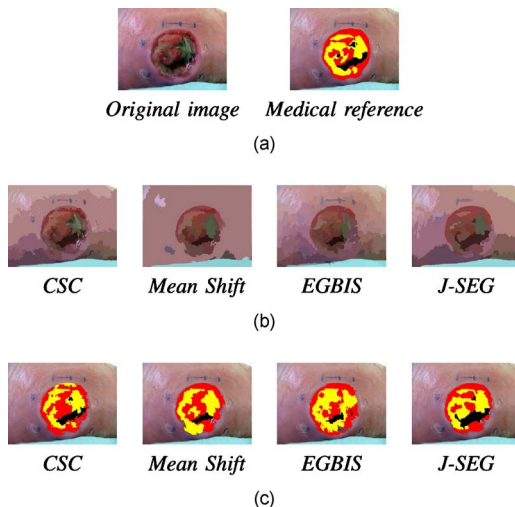 Original image Medical reference
(a)
CSC Mean Shift EGBIS J-SEG
(b)
CSC Mean Shift EGBIS J-SEG
(c)